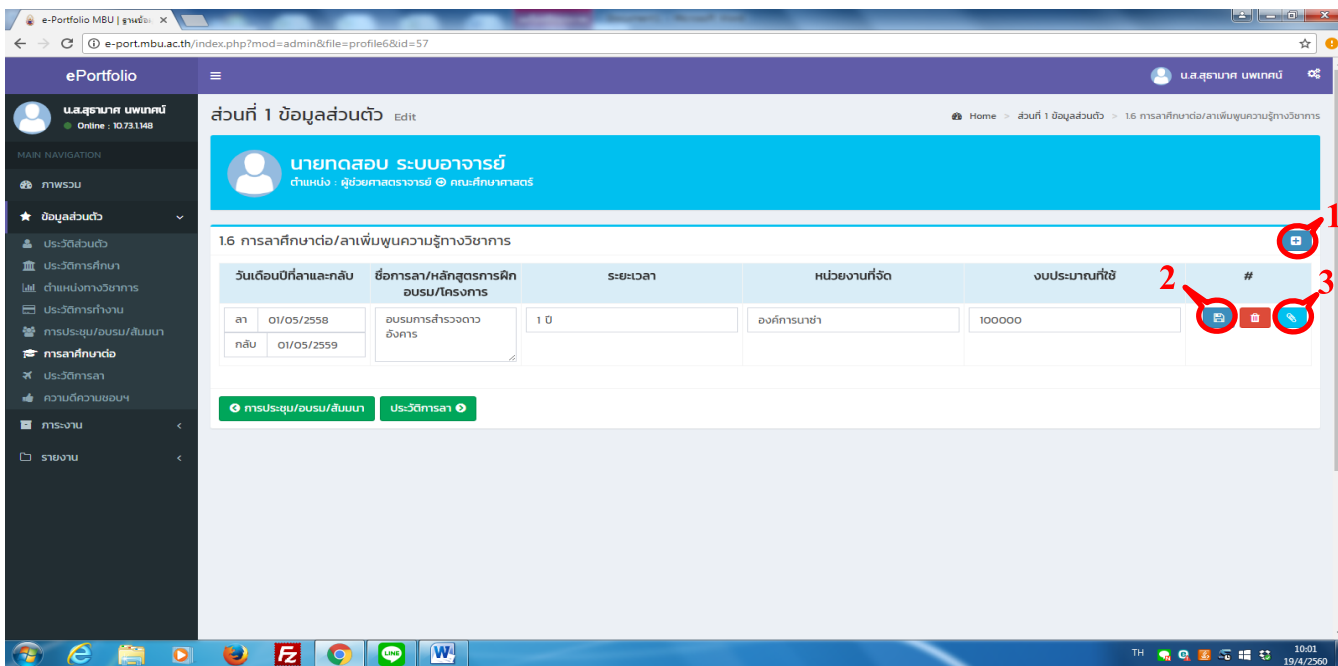 e-Portfolio MBU | ฐานข้อมู
e-port.mbu.ac.th/index.php?mod=admin&file=profile6&id=57
ePortfolio
น.ส.สุธามาศ นพเกศน์
น.ส.สุธามาศ นพเกศน์
Online : 10.73.1.148
ส่วนที่ 1 ข้อมูลส่วนตัว Edit
Home > ส่วนที่ 1 ข้อมูลส่วนตัว > 1.6 การลาศึกษาต่อ/ลาเพิ่มพูนความรู้ทางวิชาการ
MAIN NAVIGATION
ภาพรวม
ข้อมูลส่วนตัว
ประวัติส่วนตัว
ประวัติการศึกษา
ตำแหน่งทางวิชาการ
ประวัติการทำงาน
การประชุม/อบรม/สัมมนา
การลาศึกษาต่อ
ประวัติการลา
ความดีความชอบฯ
ภาระงาน
รายงาน
นายทดสอบ ระบบอาจารย์
ตำแหน่ง : ผู้ช่วยศาสตราจารย์ คณะศึกษาศาสตร์
1
1.6 การลาศึกษาต่อ/ลาเพิ่มพูนความรู้ทางวิชาการ
วันเดือนปีที่ลาและกลับ ชื่อการลา/หลักสูตรการฝึก ระยะเวลา หน่วยงานที่จัด งบประมาณที่ใช้ 2 # 3
อบรม/โครงการ
ลา 01/05/2558 อบรมการสำรวจดาว 1 ปี องค์การนาซ่า 100000
อังคาร
กลับ 01/05/2559
การประชุม/อบรม/สัมมนา ประวัติการลา
TH 10:01
19/4/2560